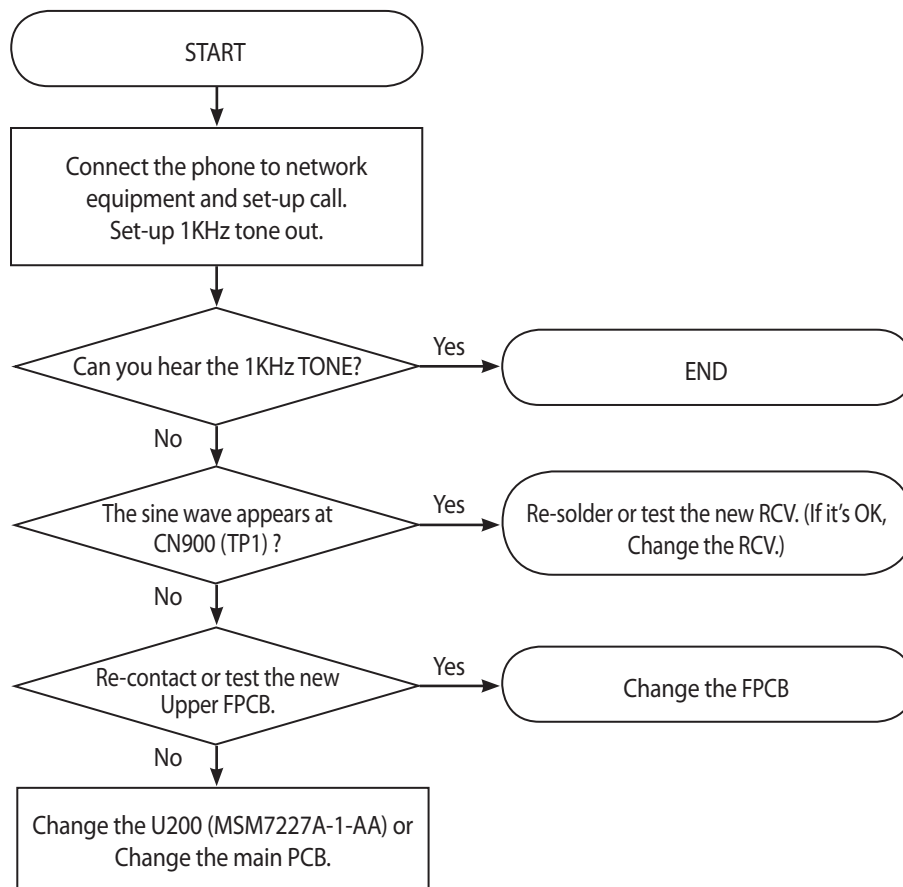 START
Connect the phone to network
equipment and set-up call.
Set-up 1KHz tone out.
Can you hear the 1KHz TONE?
Yes
END
No
The sine wave appears at
CN900 (TP1) ?
Yes
Re-solder or test the new RCV. (If it's OK,
Change the RCV.)
No
Re-contact or test the new
Upper FPCB.
Yes
Change the FPCB
No
Change the U200 (MSM7227A-1-AA) or
Change the main PCB.